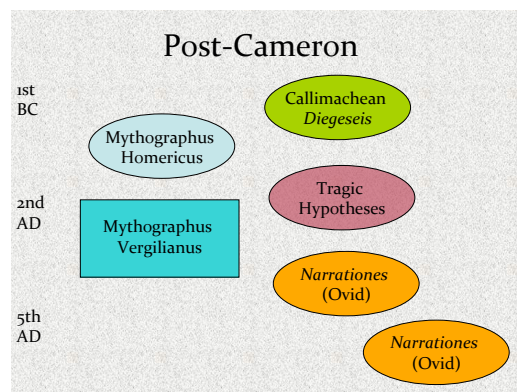 Post-Cameron
1st
BC
Callimachean
Diegeseis
Mythographus
Homericus
Tragic
Hypotheses
2nd
AD
Mythographus
Vergilianus
Narrationes
(Ovid)
5th
AD
Narrationes
(Ovid)